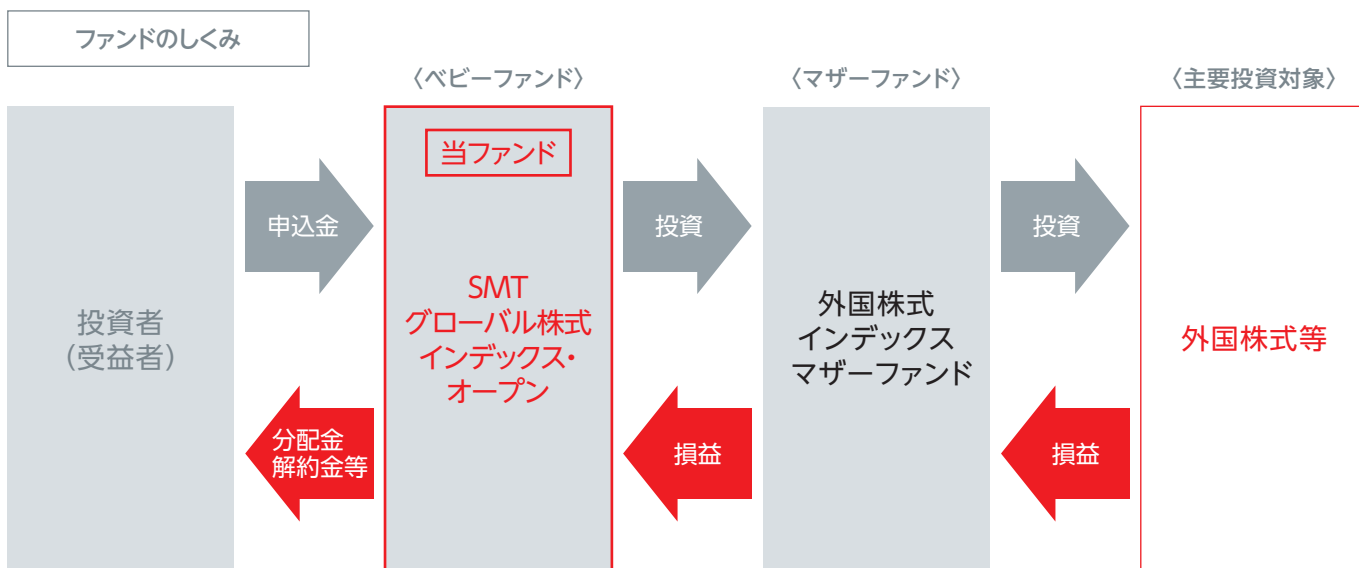 ファンドのしくみ
〈ベビーファンド〉
〈マザーファンド〉
〈主要投資対象〉
当ファンド
申込金
投資
投資
投資者
(受益者)
SMT
グローバル株式
インデックス・
オープン
外国株式
インデックス
マザーファンド
外国株式等
分配金
解約金等
損益
損益